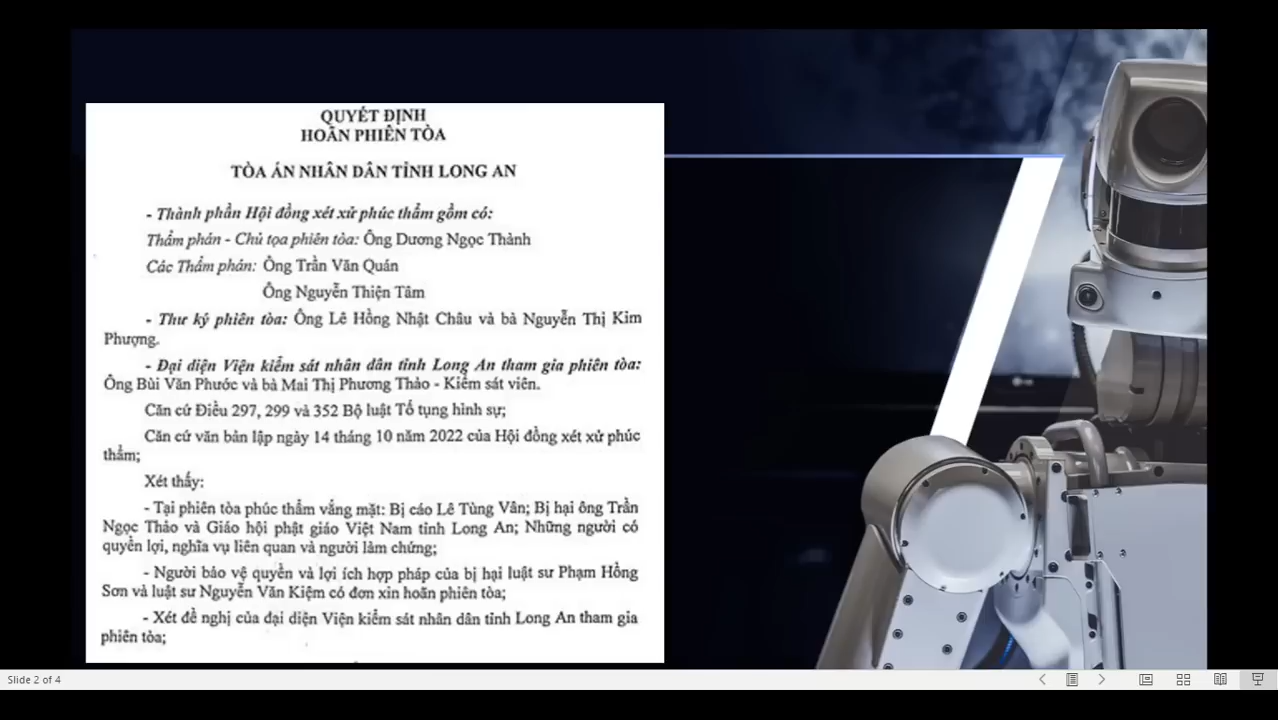 QUYẾT ĐỊNH
HOÃN PHIÊN TÒA
TÒA ÁN NHÂN DÂN TỈNH LONG AN
- Thành phần Hội đồng xét xử phúc thẩm gồm có:
Thẩm phán - Chủ tọa phiên tòa: Ông Dương Ngọc Thành
Các Thẩm phán: Ông Trần Văn Quán
Ông Nguyễn Thiện Tâm
- Thư ký phiên tòa: Ông Lê Hồng Nhật Châu và bà Nguyễn Thị Kim
Phượng.
- Đại diện Viện kiểm sát nhân dân tỉnh Long An tham gia phiên tòa:
Ông Bùi Văn Phước và bà Mai Thị Phương Thảo - Kiểm sát viên.
Căn cứ Điều 297, 299 và 352 Bộ luật Tố tụng hình sự;
Căn cứ văn bản lập ngày 14 tháng 10 năm 2022 của Hội đồng xét xử phúc
thẩm;
Xét thấy:
- Tại phiên tòa phúc thẩm vắng mặt: Bị cáo Lê Tùng Vân; Bị hại ông Trần
Ngọc Thảo và Giáo hội phật giáo Việt Nam tỉnh Long An; Những người có
quyền lợi, nghĩa vụ liên quan và người làm chứng;
- Người bảo vệ quyền và lợi ích hợp pháp của bị hại luật sư Phạm Hồng
Sơn và luật sư Nguyễn Văn Kiệm có đơn xin hoãn phiên tòa;
- Xét đề nghị của đại diện Viện kiểm sát nhân dân tỉnh Long An tham gia
phiên tòa;
LG
Slide 2 of 4